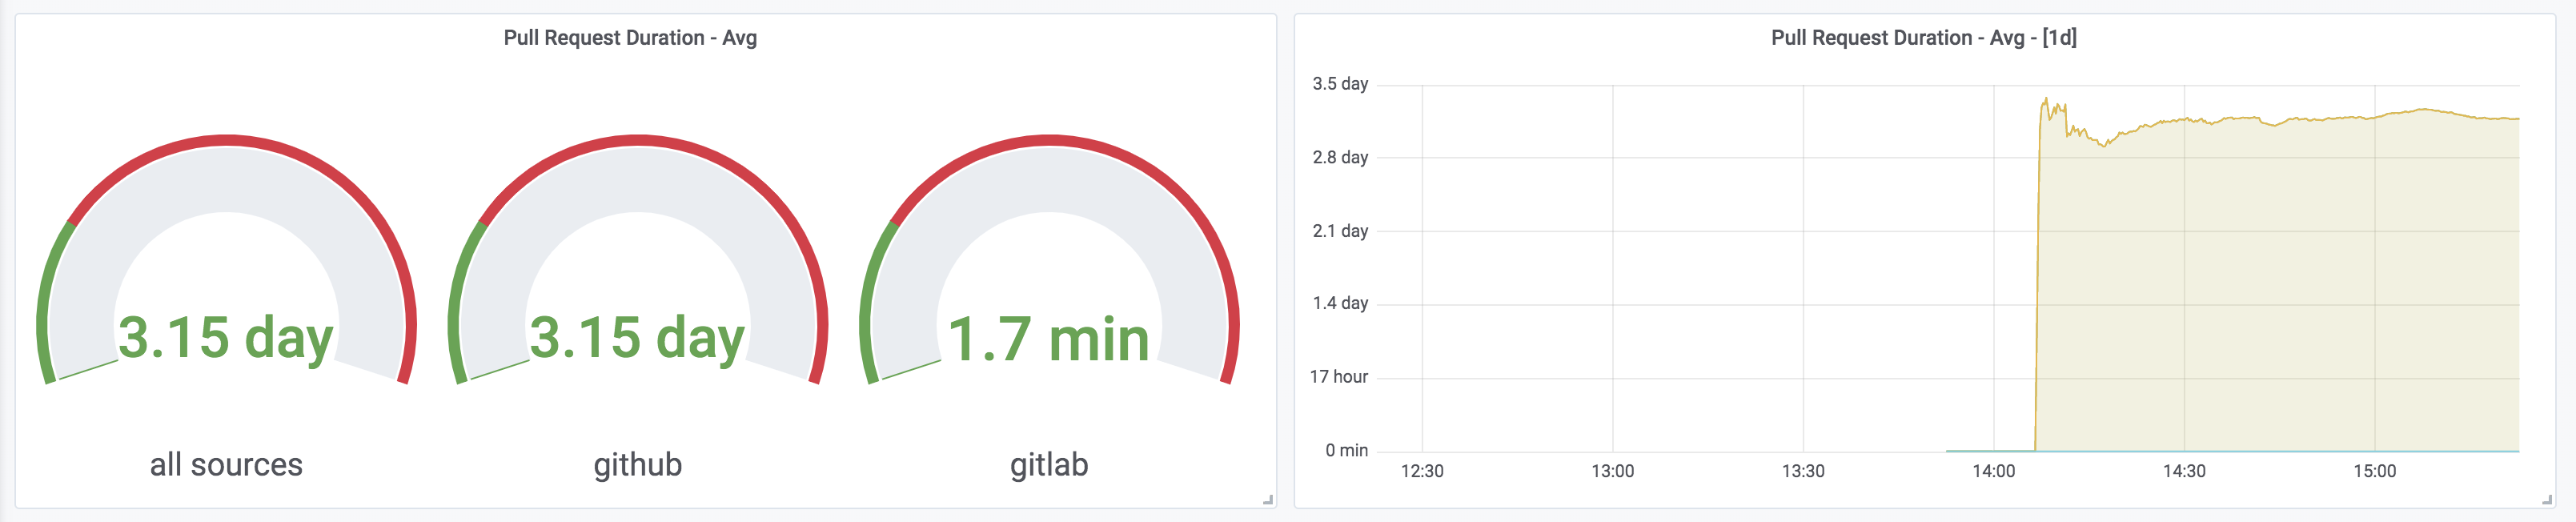 Pull Request Duration - Avg
3.15 day
3.15 day
1.7 min
all sources
github
gitlab
Pull Request Duration - Avg - [1d]
3.5 day
2.8 day
2.1 day
1.4 day
17 hour
0 min
12:30
13:00
13:30
14:00
14:30
15:00